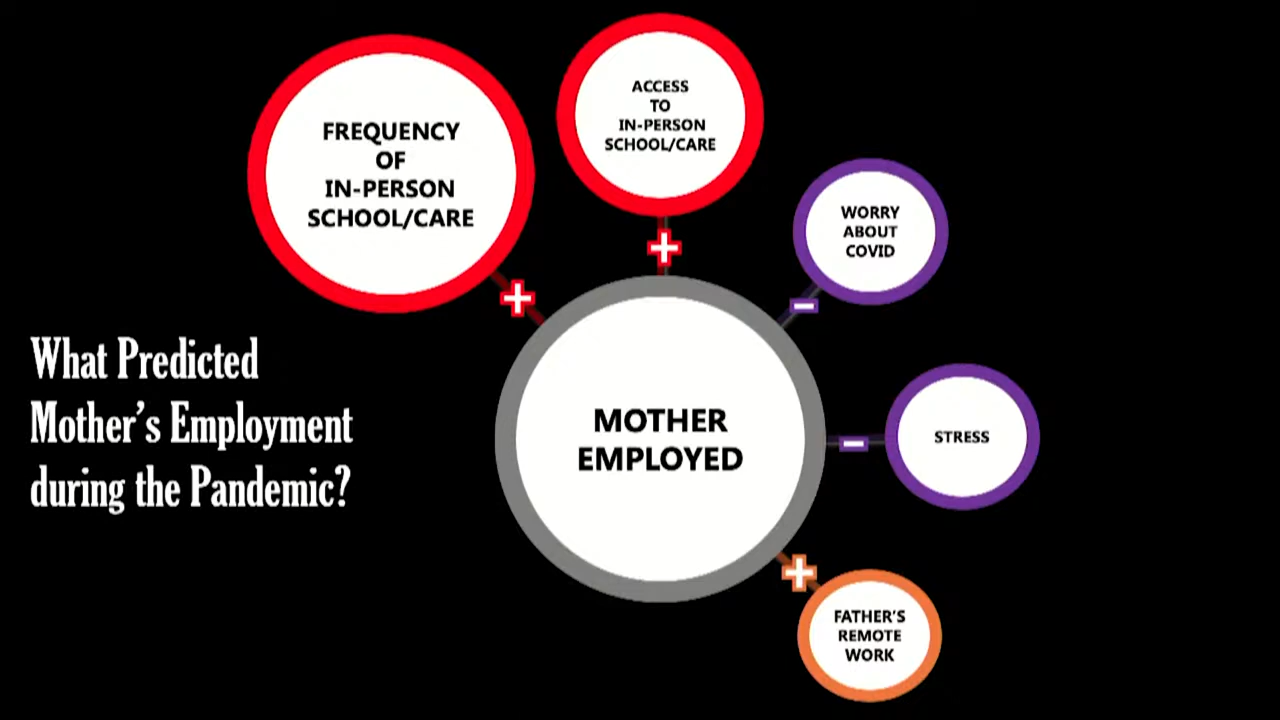 FREQUENCY
OF
IN-PERSON
SCHOOL/CARE
ACCESS
TO
IN-PERSON
SCHOOL/CARE
WORRY
ABOUT
COVID
What Predicted
Mother's Employment
during the Pandemic?
MOTHER
EMPLOYED
STRESS
FATHER'S
REMOTE
WORK